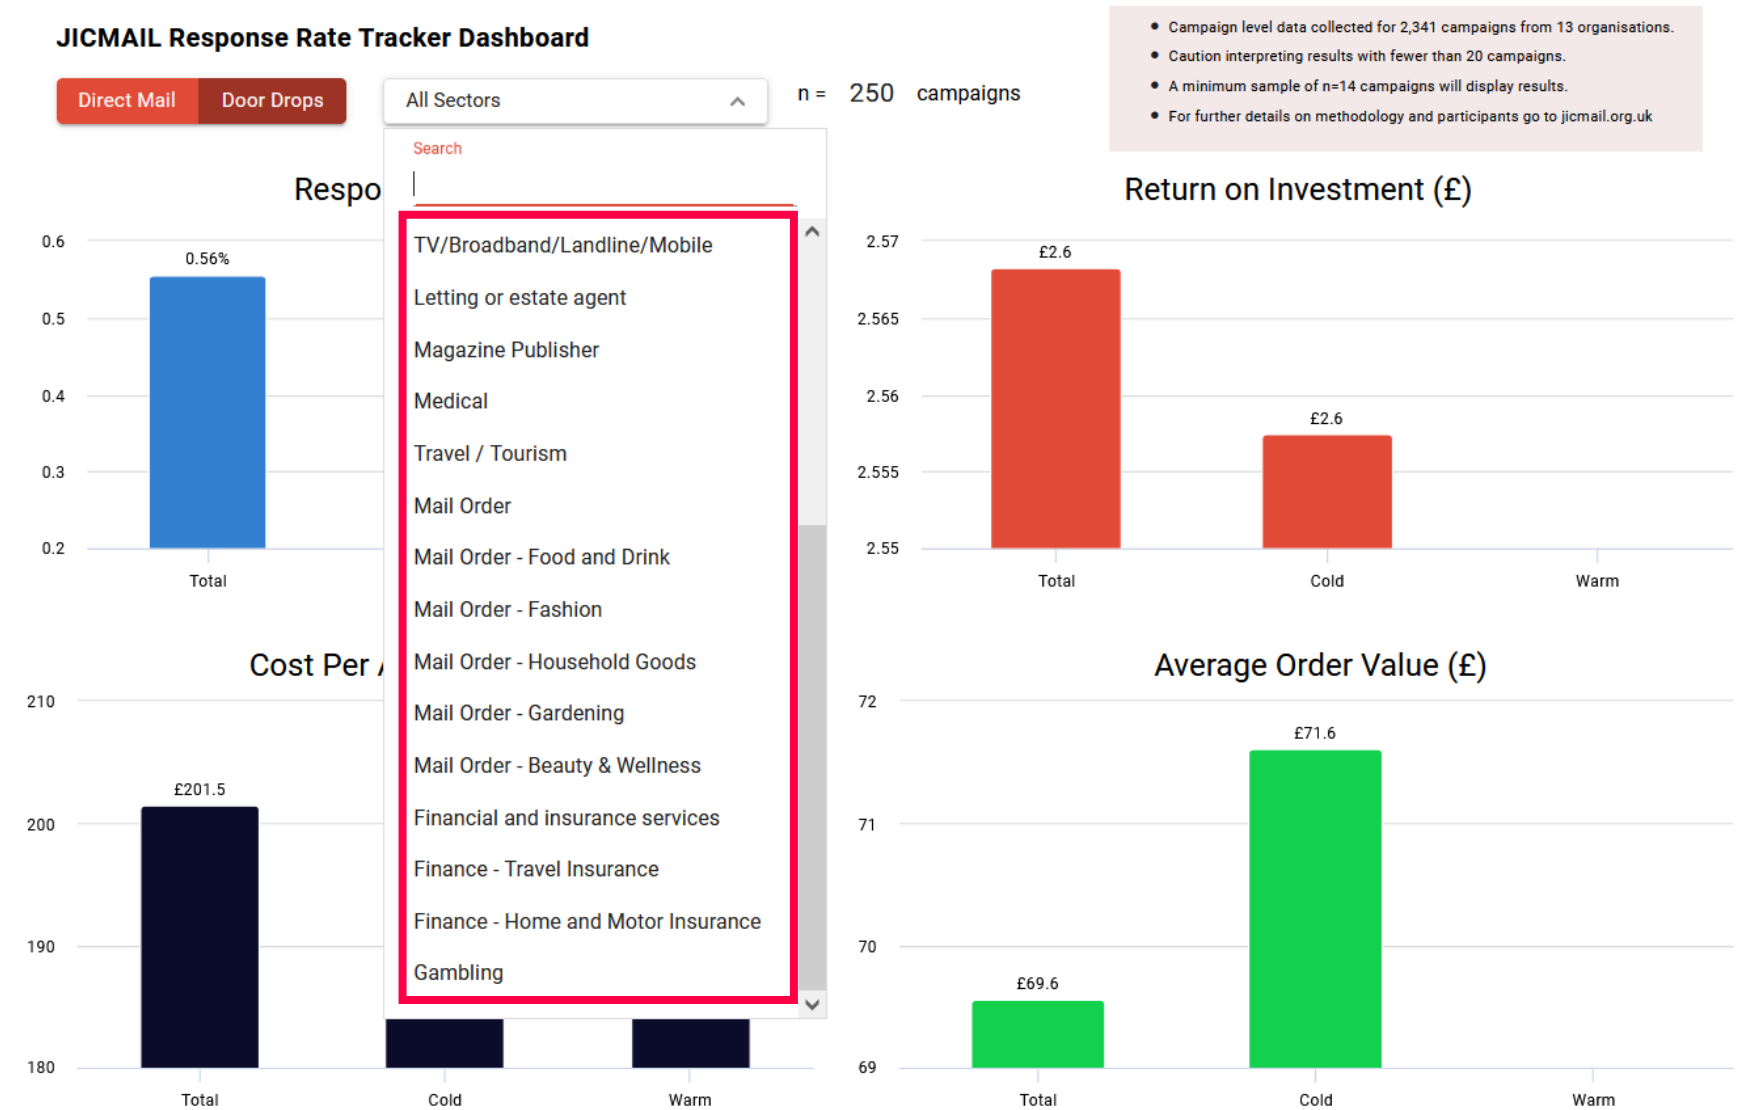 JICMAIL Response Rate Tracker Dashboard
Direct Mail
Door Drops
All Sectors
n = 250 campaigns
Campaign level data collected for 2,341 campaigns from 13 organisations.
Caution interpreting results with fewer than 20 campaigns.
A minimum sample of n=14 campaigns will display results.
For further details on methodology and participants go to jicmail.org.uk
Search
TV/Broadband/Landline/Mobile
Letting or estate agent
Magazine Publisher
Medical
Travel / Tourism
Mail Order
Mail Order - Food and Drink
Mail Order - Fashion
Mail Order - Household Goods
Mail Order - Gardening
Mail Order - Beauty & Wellness
Financial and insurance services
Finance - Travel Insurance
Finance - Home and Motor Insurance
Gambling
Respo
0.6
0.5
0.4
0.3
0.2
0.56%
Total
Return on Investment (£)
2.57
2.565
2.56
2.555
2.55
£2.6
£2.6
Total
Cold
Warm
Cost Per
210
200
190
180
£201.5
Total
Cold
Warm
Average Order Value (£)
72
71
70
69
£69.6
£71.6
Total
Cold
Warm